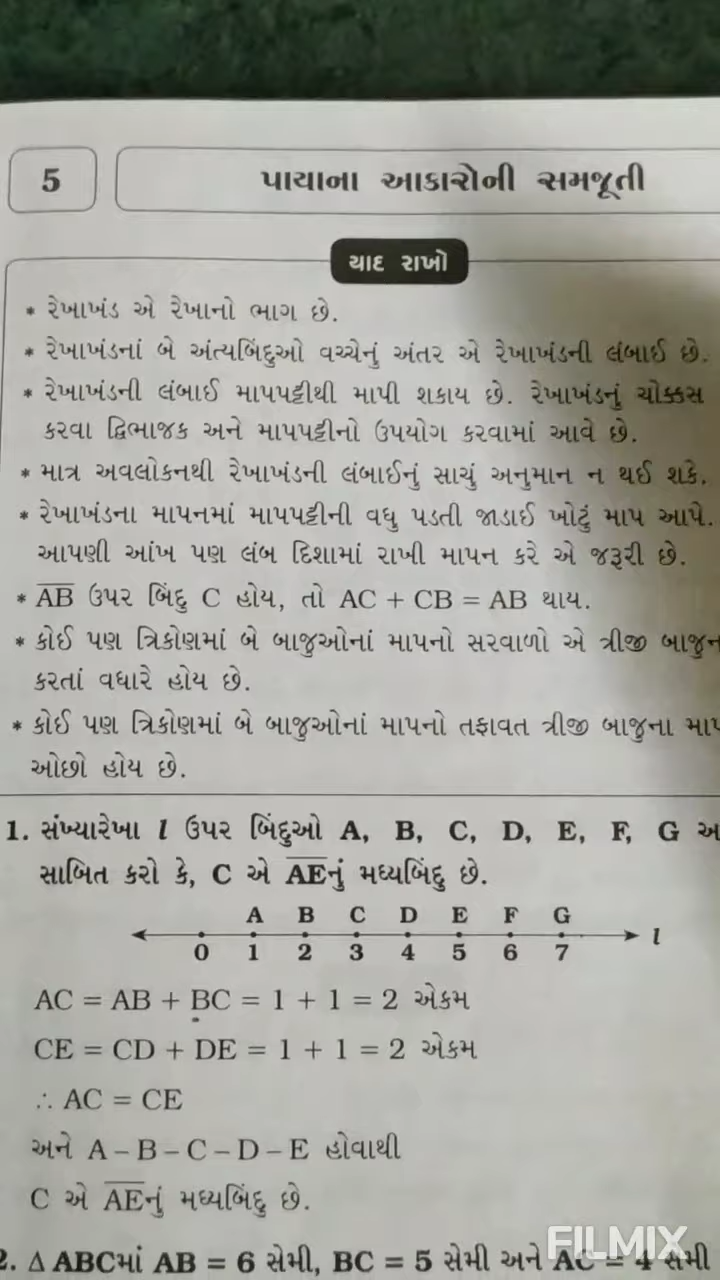 5
પાયાના આકારોની સમજૂતી
યાદ રાખો
* રેખાખંડ એ રેખાનો ભાગ છે.
* રેખાખંડનાં બે અંત્યબિંદુઓ વચ્ચેનું અંતર એ રેખાખંડની લંબાઈ છે.
* રેખાખંડની લંબાઈ માપપટ્ટીથી માપી શકાય છે. રેખાખંડનું ચોક્કસ
કરવા દ્વિભાજક અને માપપટ્ટીનો ઉપયોગ કરવામાં આવે છે.
* માત્ર અવલોકનથી રેખાખંડની લંબાઈનું સાચું અનુમાન ન થઈ શકે.
* રેખાખંડના માપનમાં માપપટ્ટીની વધુ પડતી જાડાઈ ખોટું માપ આપે.
આપણી આંખ પણ લંબ દિશામાં રાખી માપન કરે એ જરૂરી છે.
* A̅B̅ ઉપર બિંદુ C હોય, તો AC + CB = AB થાય.
* કોઈ પણ ત્રિકોણમાં બે બાજુઓનાં માપનો સરવાળો એ ત્રીજી
કરતાં વધારે હોય છે.
* કોઈ પણ ત્રિકોણમાં બે બાજુઓનાં માપનો તફાવત ત્રીજી બાજુના
ઓછો હોય છે.
1. સંખ્યારેખા l ઉપર બિંદુઓ A, B, C, D, E, F, G
સાબિત કરો કે, C એ A̅E̅નું મધ્યબિંદુ છે.
A B C D E F G
l
0 1 2 3 4 5 6 7
AC = AB + BC = 1 + 1 = 2 એકમ
CE = CD + DE = 1 + 1 = 2 એકમ
∴ AC = CE
અને A – B – C – D – E હોવાથી
C એ A̅E̅નું મધ્યબિંદુ છે.
2. Δ ABCમાં AB = 6 સેમી, BC = 5 સેમી અને AC = 4 સેમી
FILMIX